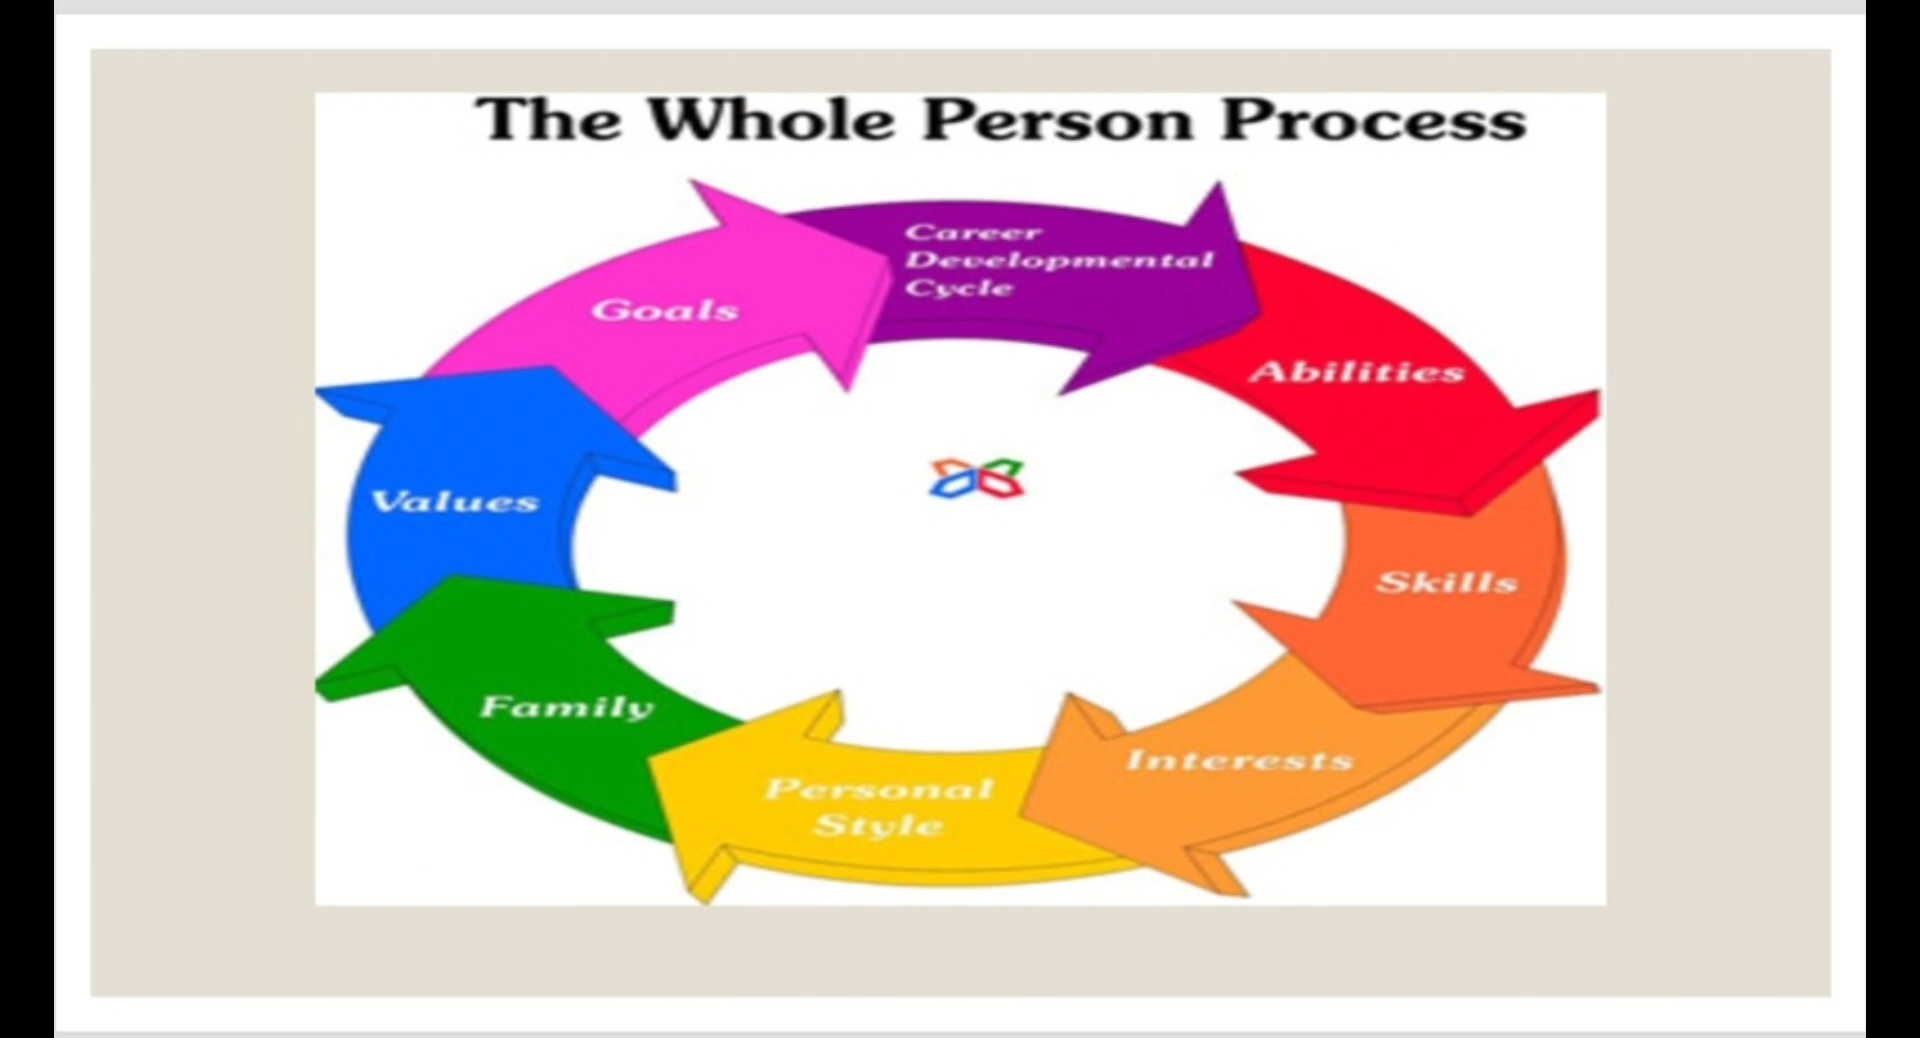 The Whole Person Process
Career
Developmental
Cycle
Abilities
Skills
Interests
Personal
Style
Family
Values
Goals